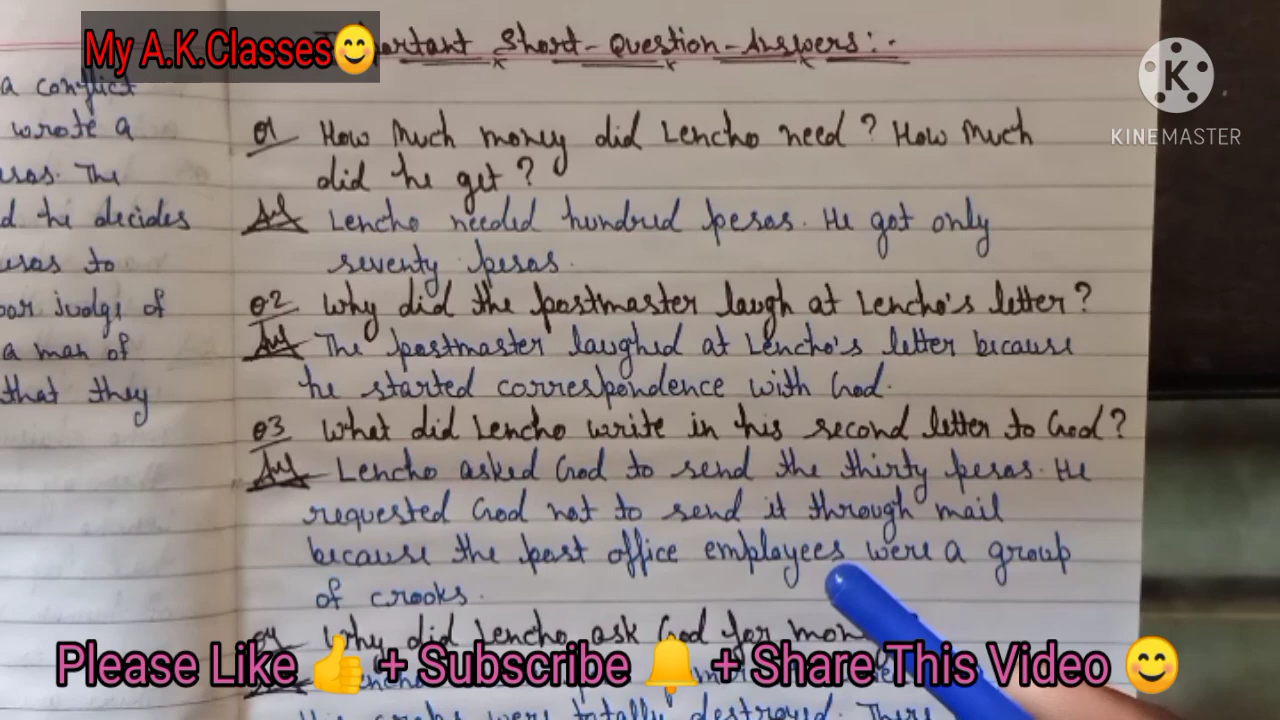 My A.K.Classes😊
KINEMASTER
Short-Question-Answers:-
a conflict
wrote a
The
d he decides
to
judge of
a man of
that they
Q1 How Much money did Lencho need? How Much
did he get?
Ans Lencho needed hundred pesos. He got only
seventy pesos.
Q2 Why did the postmaster laugh at Lencho's letter?
Ans The postmaster laughed at Lencho's letter because
he started correspondence with God.
Q3 What did Lencho write in his second letter to God?
Ans Lencho asked God to send the thirty pesos. He
requested God not to send it through mail
because the post office employees were a group
of crooks.
Q4 Why did Lencho ask God for
Please Like 👍 + Subscribe 🔔 + Share This Video 😊
were totally destroyed. There